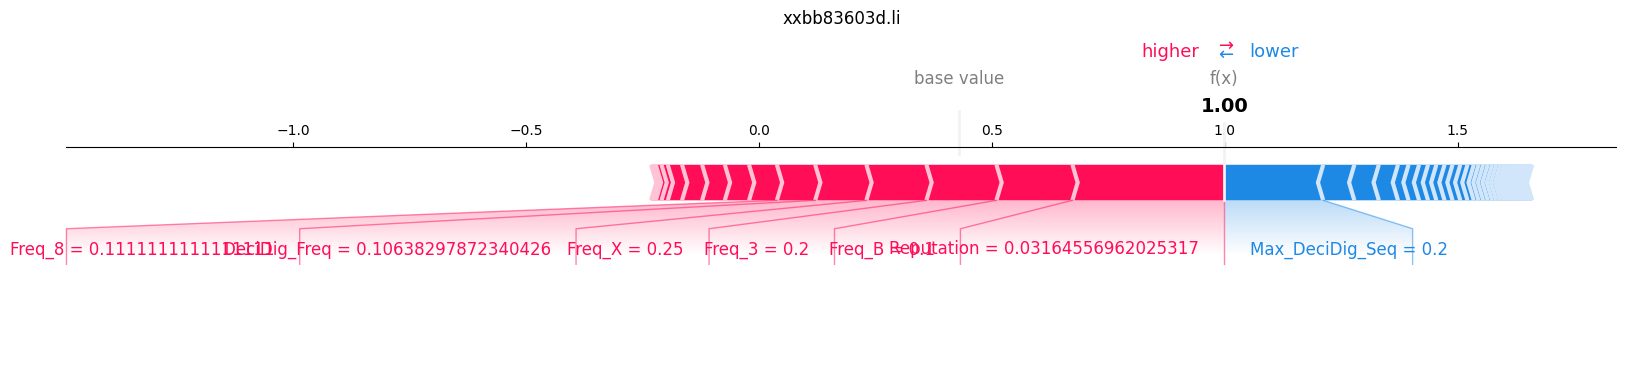 xxbb83603d.li
higher ⇄ lower
base value f(x)
1.00
−1.0 −0.5 0.0 0.5 1.0 1.5
Freq_8 = 0.1111111111111111 DeciDig_Freq = 0.10638297872340426 Freq_X = 0.25 Freq_3 = 0.2 Freq_B = 0.1 Reputation = 0.03164556962025317 Max_DeciDig_Seq = 0.2